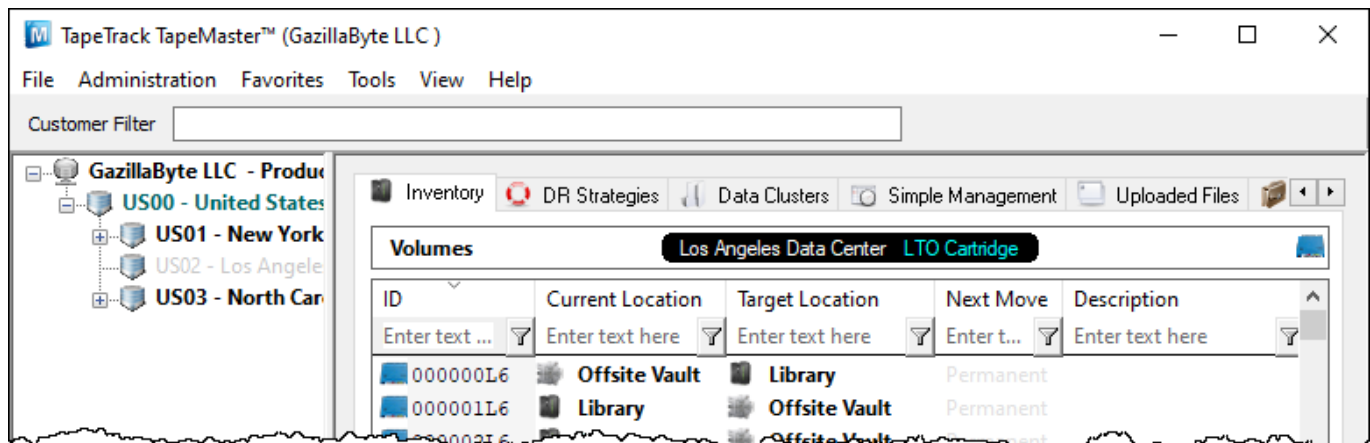 TapeTrack TapeMaster™ (GazillaByte LLC )
File Administration Favorites Tools View Help
Customer Filter
GazillaByte LLC - Produc
US00 - United States
US01 - New York
US02 - Los Angele
US03 - North Car
Inventory DR Strategies Data Clusters Simple Management Uploaded Files
Volumes Los Angeles Data Center LTO Cartridge
ID Current Location Target Location Next Move Description
Enter text ... Enter text here Enter text here Enter t... Enter text here
000000L6 Offsite Vault Library Permanent
000001L6 Library Offsite Vault Permanent
Offsite Vault